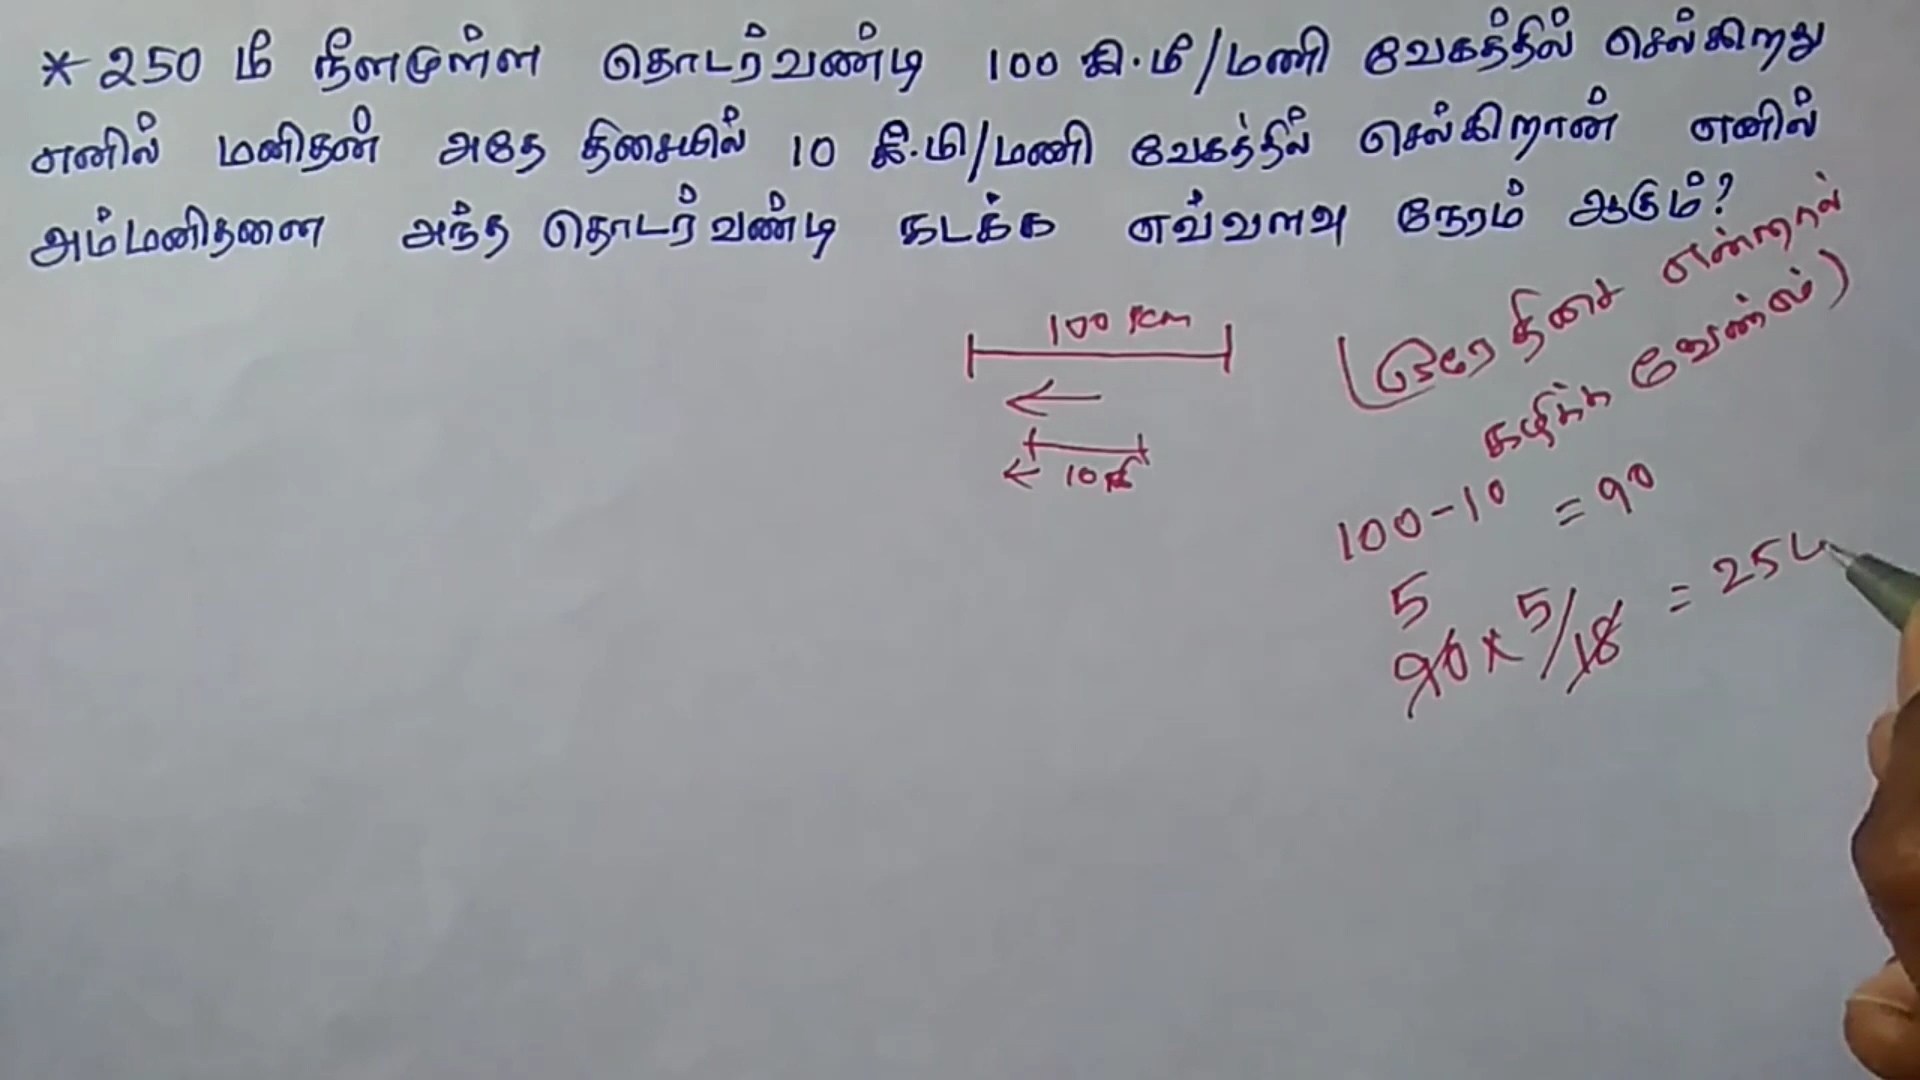 * 250 மீ நீளமுள்ள தொடர்வண்டி 100 கி.மீ/மணி வேகத்தில் செல்கிறது
எனில் மனிதன் அதே திசையில் 10 கி.மி/மணி வேகத்தில் செல்கிறான் எனில்
அம்மனிதனை அந்த தொடர்வண்டி கடக்க எவ்வளவு நேரம் ஆகும்?
100 km
10
(ஒரே திசை என்றால்
கழிக்க வேண்டும்)
100-10 = 90
5
90 x 5/18 = 25